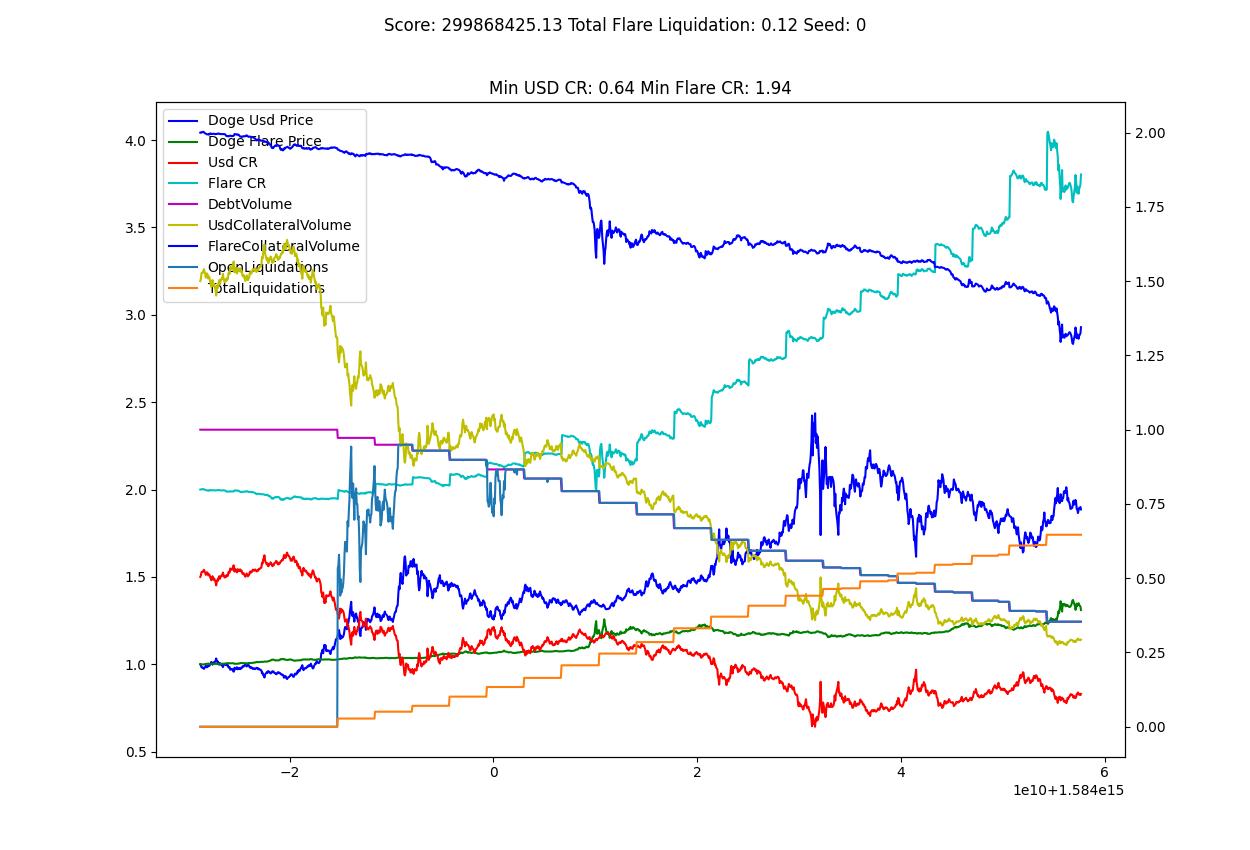 Score: 299868425.13 Total Flare Liquidation: 0.12 Seed: 0
Min USD CR: 0.64 Min Flare CR: 1.94
Doge Usd Price
Doge Flare Price
Usd CR
Flare CR
DebtVolume
UsdCollateralVolume
FlareCollateralVolume
OpenLiquidations
TotalLiquidations
4.0
3.5
3.0
2.5
2.0
1.5
1.0
0.5
2.00
1.75
1.50
1.25
1.00
0.75
0.50
0.25
0.00
−2 0 2 4 6
1e10+1.584e15